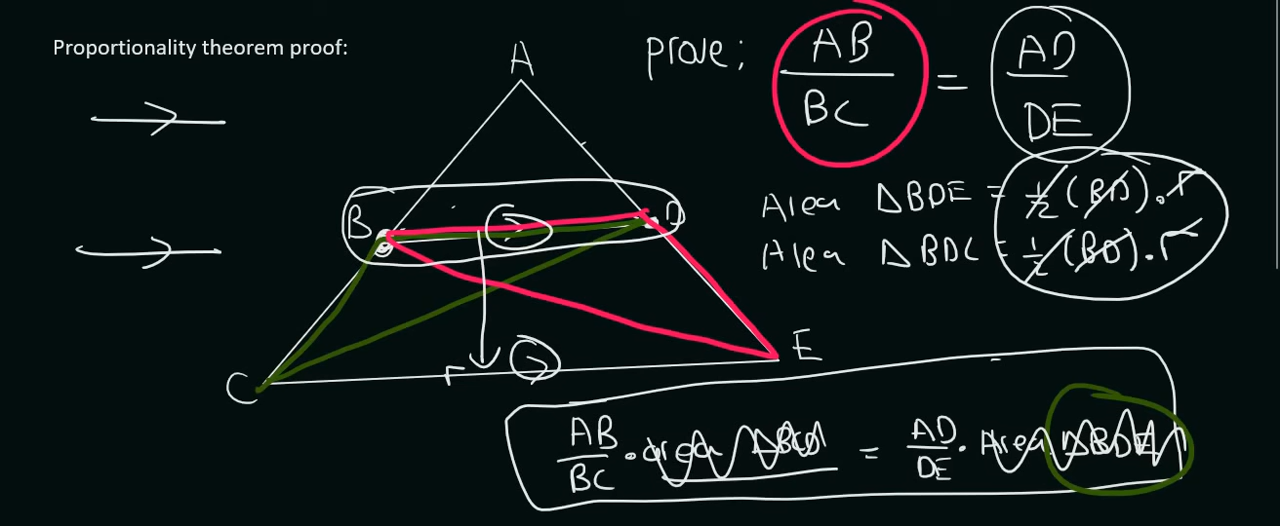 Proportionality theorem proof:
A
Prove; AB/BC = AD/DE
B
D
Area ΔBDE = 1/2 (BD).r
Area ΔBDC = 1/2 (BD).r
C
r
E
AB/BC . area ΔBCD = AD/DE . Area ΔBDE